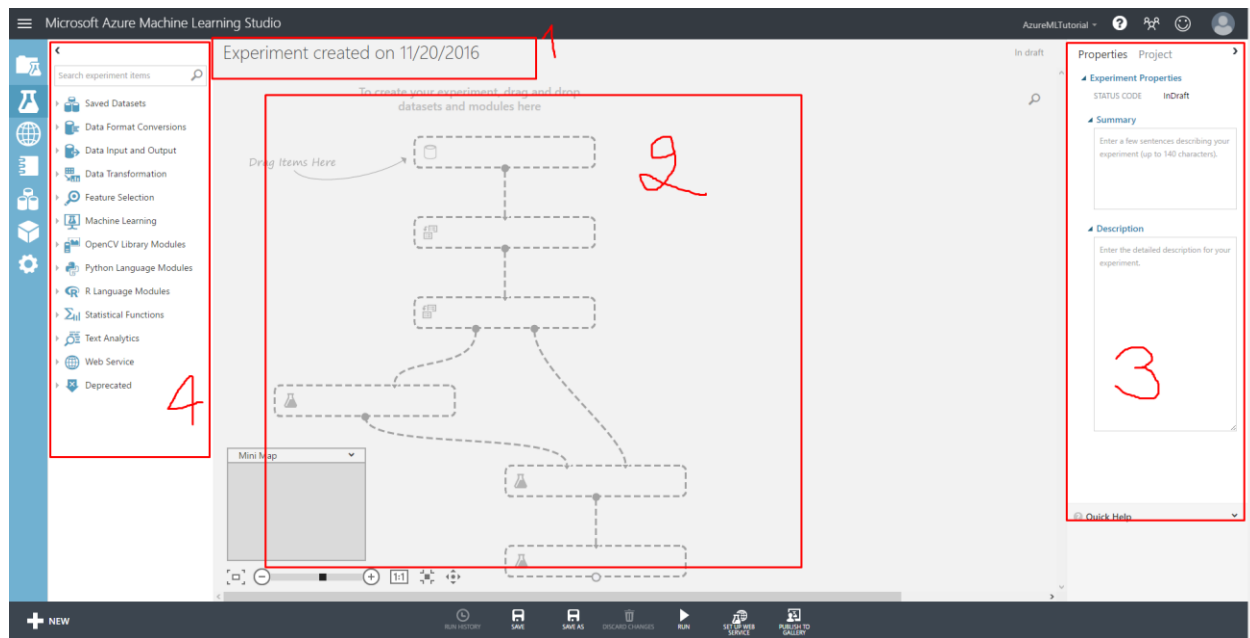 Microsoft Azure Machine Learning Studio
AzureMLTutorial
?
1
Search experiment items
Saved Datasets
Data Format Conversions
Data Input and Output
Data Transformation
Feature Selection
Machine Learning
OpenCV Library Modules
Python Language Modules
R Language Modules
Statistical Functions
Text Analytics
Web Service
Deprecated
4
Experiment created on 11/20/2016
In draft
To create your experiment, drag and drop
datasets and modules here
Drag Items Here
2
Mini Map
1:1
Properties Project
Experiment Properties
STATUS CODE InDraft
Summary
Enter a few sentences describing your
experiment (up to 140 characters).
Description
Enter the detailed description for your
experiment.
3
Quick Help
NEW
RUN HISTORY
SAVE
SAVE AS
DISCARD CHANGES
RUN
SET UP WEB
SERVICE
PUBLISH TO
GALLERY